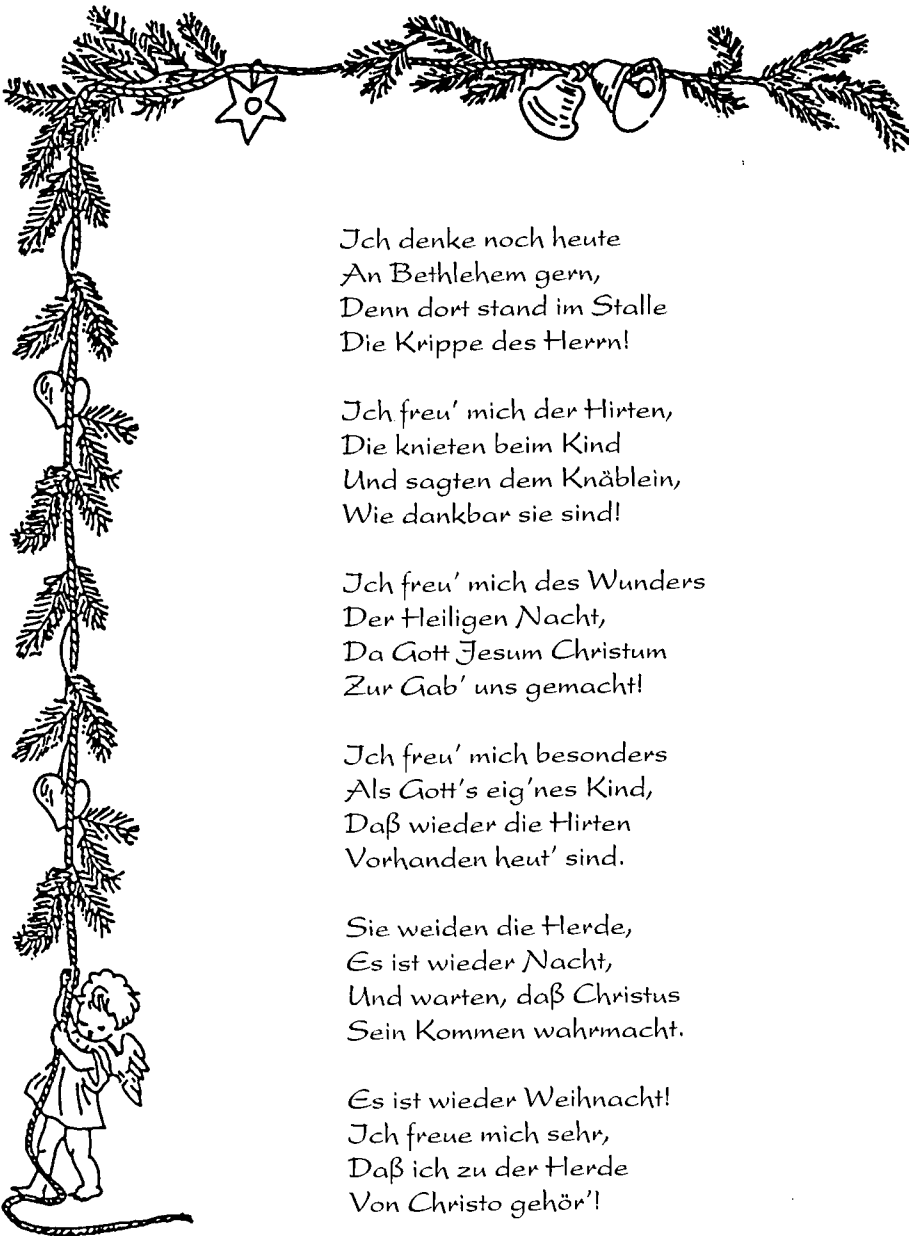 Ich denke noch heute
An Bethlehem gern,
Denn dort stand im Stalle
Die Krippe des Herrn!

Ich freu' mich der Hirten,
Die knieten beim Kind
Und sagten dem Knäblein,
Wie dankbar sie sind!

Ich freu' mich des Wunders
Der Heiligen Nacht,
Da Gott Jesum Christum
Zur Gab' uns gemacht!

Ich freu' mich besonders
Als Gott's eig'nes Kind,
Daß wieder die Hirten
Vorhanden heut' sind.

Sie weiden die Herde,
Es ist wieder Nacht,
Und warten, daß Christus
Sein Kommen wahrmacht.

Es ist wieder Weihnacht!
Ich freue mich sehr,
Daß ich zu der Herde
Von Christo gehör'!